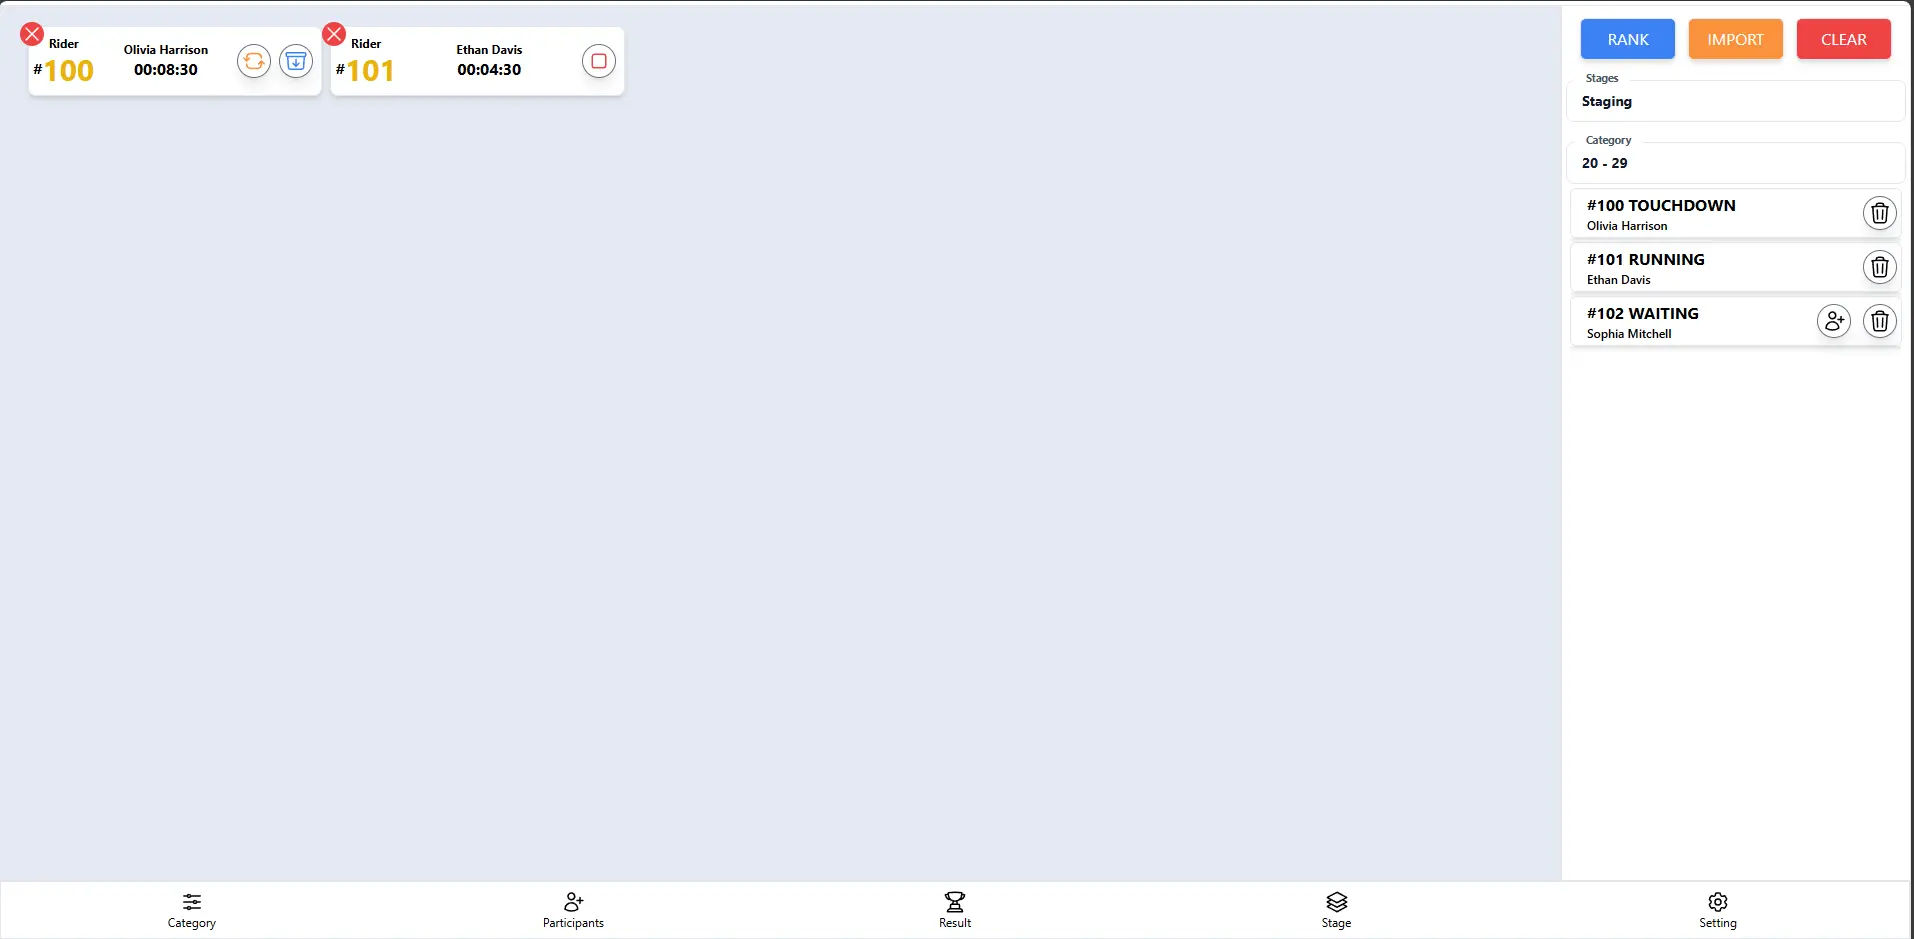 Rider
#100
Olivia Harrison
00:08:30
Rider
#101
Ethan Davis
00:04:30
RANK
IMPORT
CLEAR
Stages
Staging
Category
20 - 29
#100 TOUCHDOWN
Olivia Harrison
#101 RUNNING
Ethan Davis
#102 WAITING
Sophia Mitchell
Category
Participants
Result
Stage
Setting